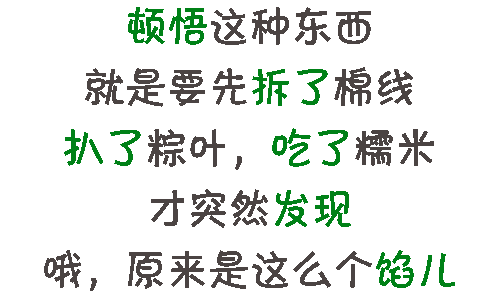 顿悟这种东西
就是要先拆了棉线
扒了粽叶，吃了糯米
才突然发现
哦，原来是这么个馅儿